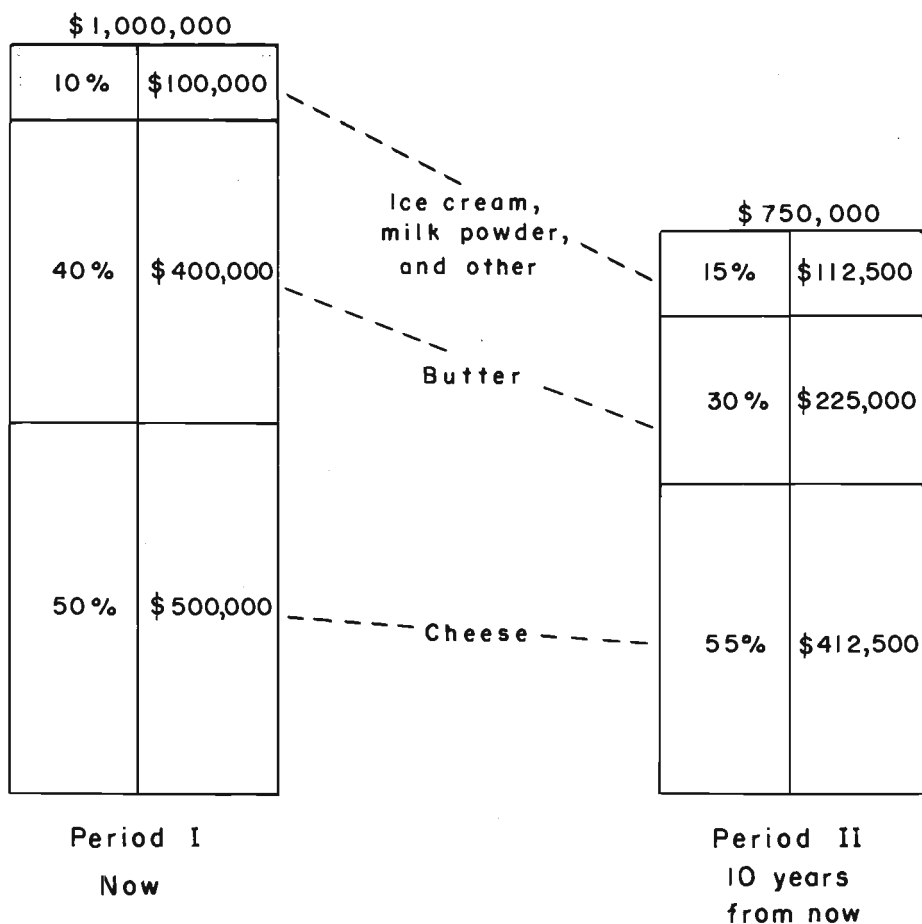 $1,000,000
10% $100,000
40% $400,000
50% $500,000
Period I
Now
Ice cream,
milk powder,
and other
Butter
Cheese
$750,000
15% $112,500
30% $225,000
55% $412,500
Period II
10 years
from now